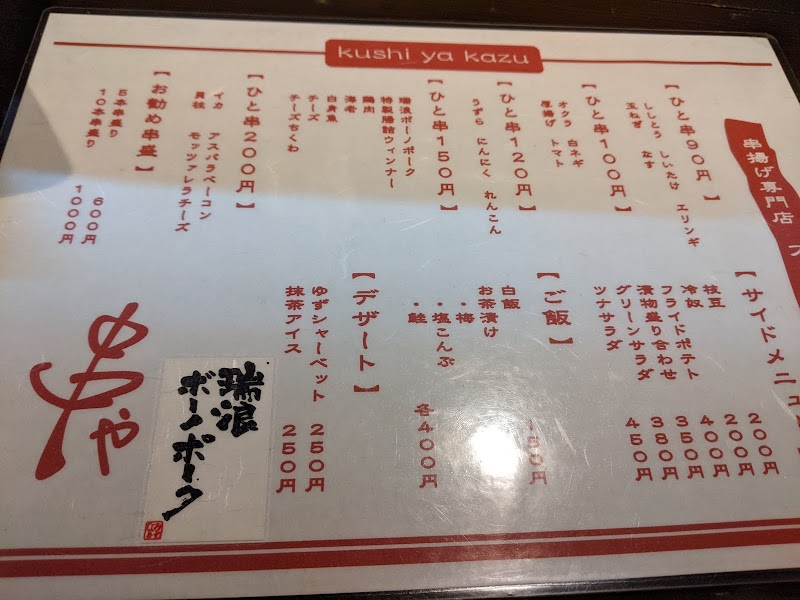 kushi ya kazu
串揚げ専門店
【ひと串90円】
ししとう しいたけ エリンギ
玉ねぎ なす
【ひと串100円】
オクラ 白ネギ
厚揚げ トマト
【ひと串120円】
うずら にんにく れんこん
【ひと串150円】
瑞浪ボーノポーク
特製腸詰ウィンナー
鶏肉
海老
白身魚
チーズ
チーズちくわ
【ひと串200円】
イカ アスパラベーコン
貝柱 モッツァレラチーズ
【お勧め串盛】
5本串盛り 600円
10本串盛り 1000円
【サイドメニュ
枝豆 200円
冷奴 200円
フライドポテト 400円
漬物盛り合わせ 350円
グリーンサラダ 380円
ツナサラダ 450円
【ご飯】
白飯 150円
お茶漬け
・梅
・塩こんぶ
・鮭
各400円
【デザート】
ゆずシャーベット 250円
抹茶アイス 250円
瑞浪
ボーノポーク
串や